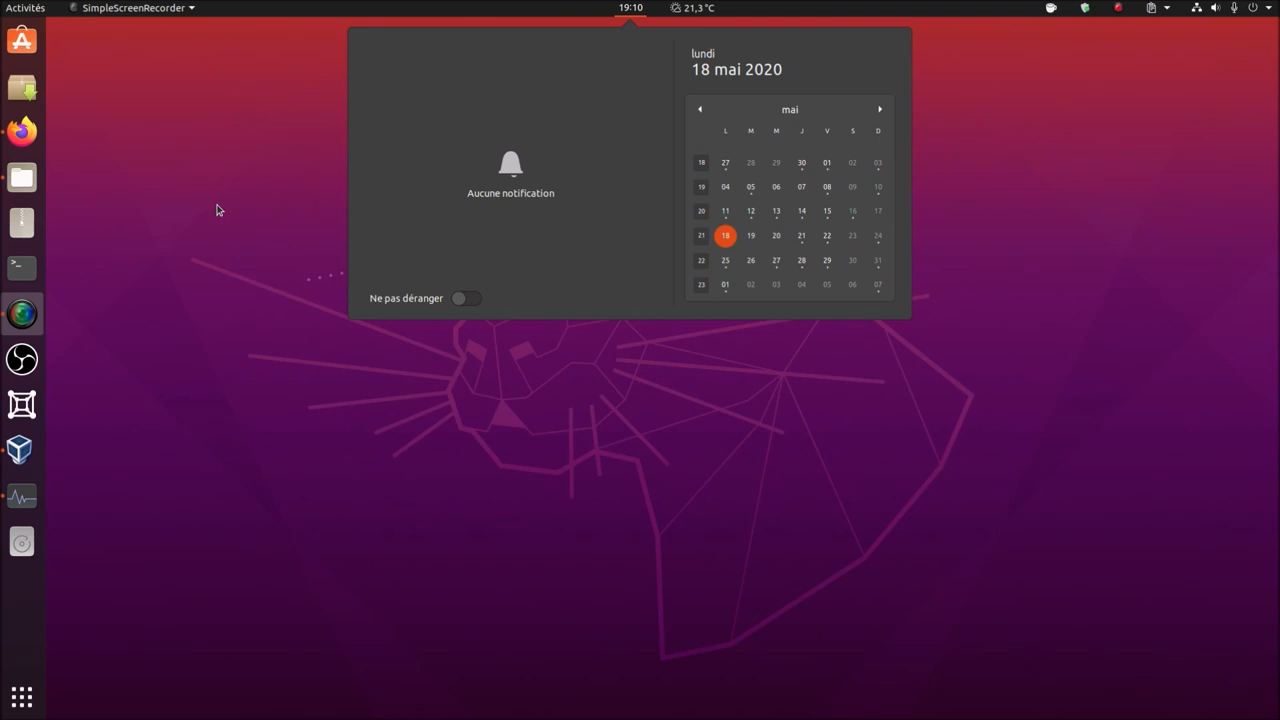 Activités SimpleScreenRecorder 19:10 21,3 °C
lundi
18 mai 2020
mai
L M M J V S D
18 27 28 29 30 01 02 03
19 04 05 06 07 08 09 10
20 11 12 13 14 15 16 17
21 18 19 20 21 22 23 24
22 25 26 27 28 29 30 31
23 01 02 03 04 05 06 07
Aucune notification
Ne pas déranger
>_